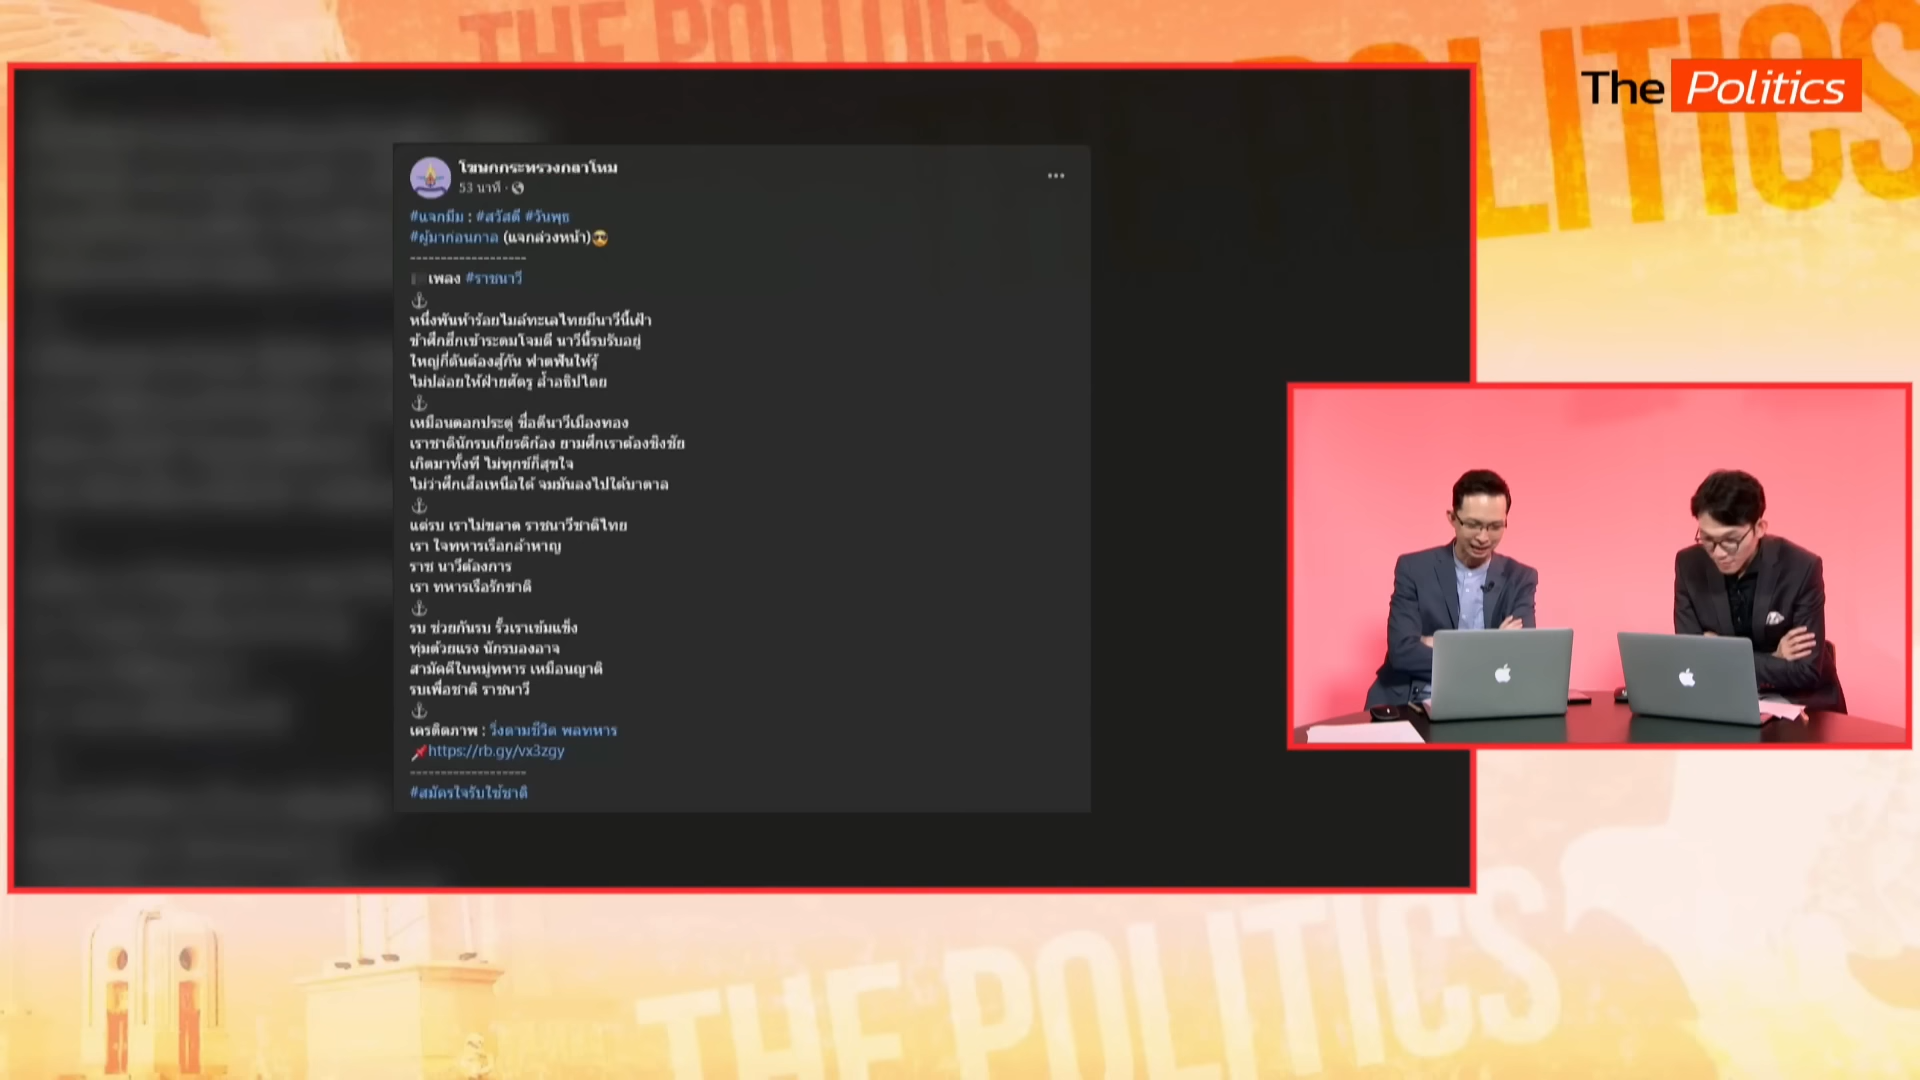 THE POLITICS
POLITICS
The Politics
โฆษกกระทรวงกลาโหม
53 นาที ·
#แจกมีม : #สวัสดี #วันพุธ
#ผู้มาก่อนกาล (แจกล่วงหน้า)😎
-------------------
เพลง #ราชนาวี
⚓
หนึ่งพันห้าร้อยไมล์ทะเลไทยมีนาวีนี้เฝ้า
ข้าศึกฮึกเข้าระดมโจมตี นาวีนี้รบรับอยู่
ใหญ่กี่ตันต้องสู้กัน ฟาดฟันให้รู้
ไม่ปล่อยให้ฝ่ายศัตรู ล้ำอธิปไตย
⚓
เหมือนดอกประดู่ ชื่อดีนาวีเมืองทอง
เราชาตินักรบเกียรติก้อง ยามศึกเราต้องชิงชัย
เกิดมาทั้งที ไม่ทุกข์ก็สุขใจ
ไม่ว่าศึกเสือเหนือใต้ จมมันลงไปใต้บาดาล
⚓
แต่รบ เราไม่ขลาด ราชนาวีชาติไทย
เรา ใจทหารเรือกล้าหาญ
ราช นาวีต้องการ
เรา ทหารเรือรักชาติ
⚓
รบ ช่วยกันรบ รั้วเราเข้มแข็ง
ทุ่มด้วยแรง นักรบองอาจ
สามัคคีในหมู่ทหาร เหมือนญาติ
รบเพื่อชาติ ราชนาวี
⚓
เครดิตภาพ : วิ่งตามชีวิต พลทหาร
📌https://rb.gy/vx3zgy
-------------------
#สมัครใจรับใช้ชาติ
THE POLITICS